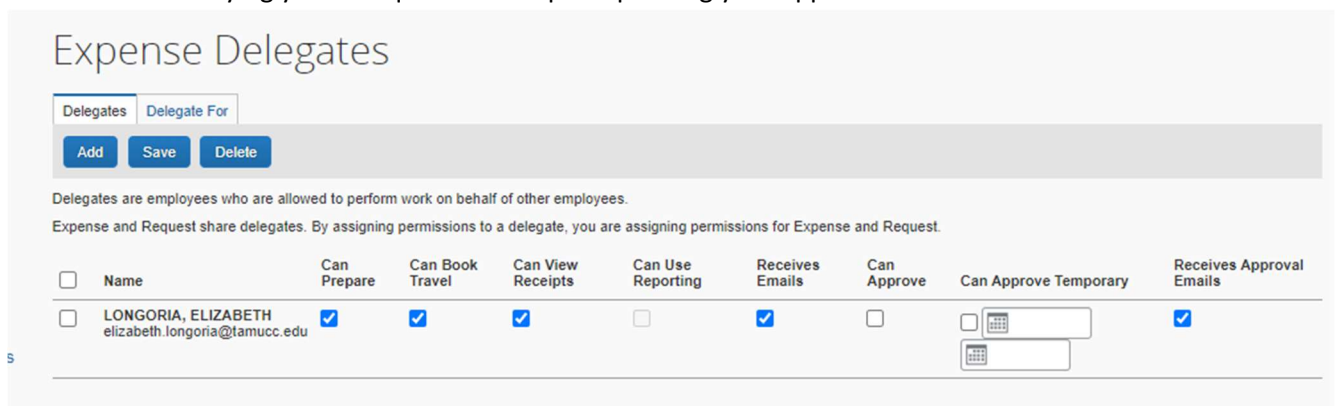 Expense Delegates
Delegates Delegate For
Add Save Delete
Delegates are employees who are allowed to perform work on behalf of other employees.
Expense and Request share delegates. By assigning permissions to a delegate, you are assigning permissions for Expense and Request.
Name
Can Prepare
Can Book Travel
Can View Receipts
Can Use Reporting
Receives Emails
Can Approve
Can Approve Temporary
Receives Approval Emails
LONGORIA, ELIZABETH
elizabeth.longoria@tamucc.edu
s